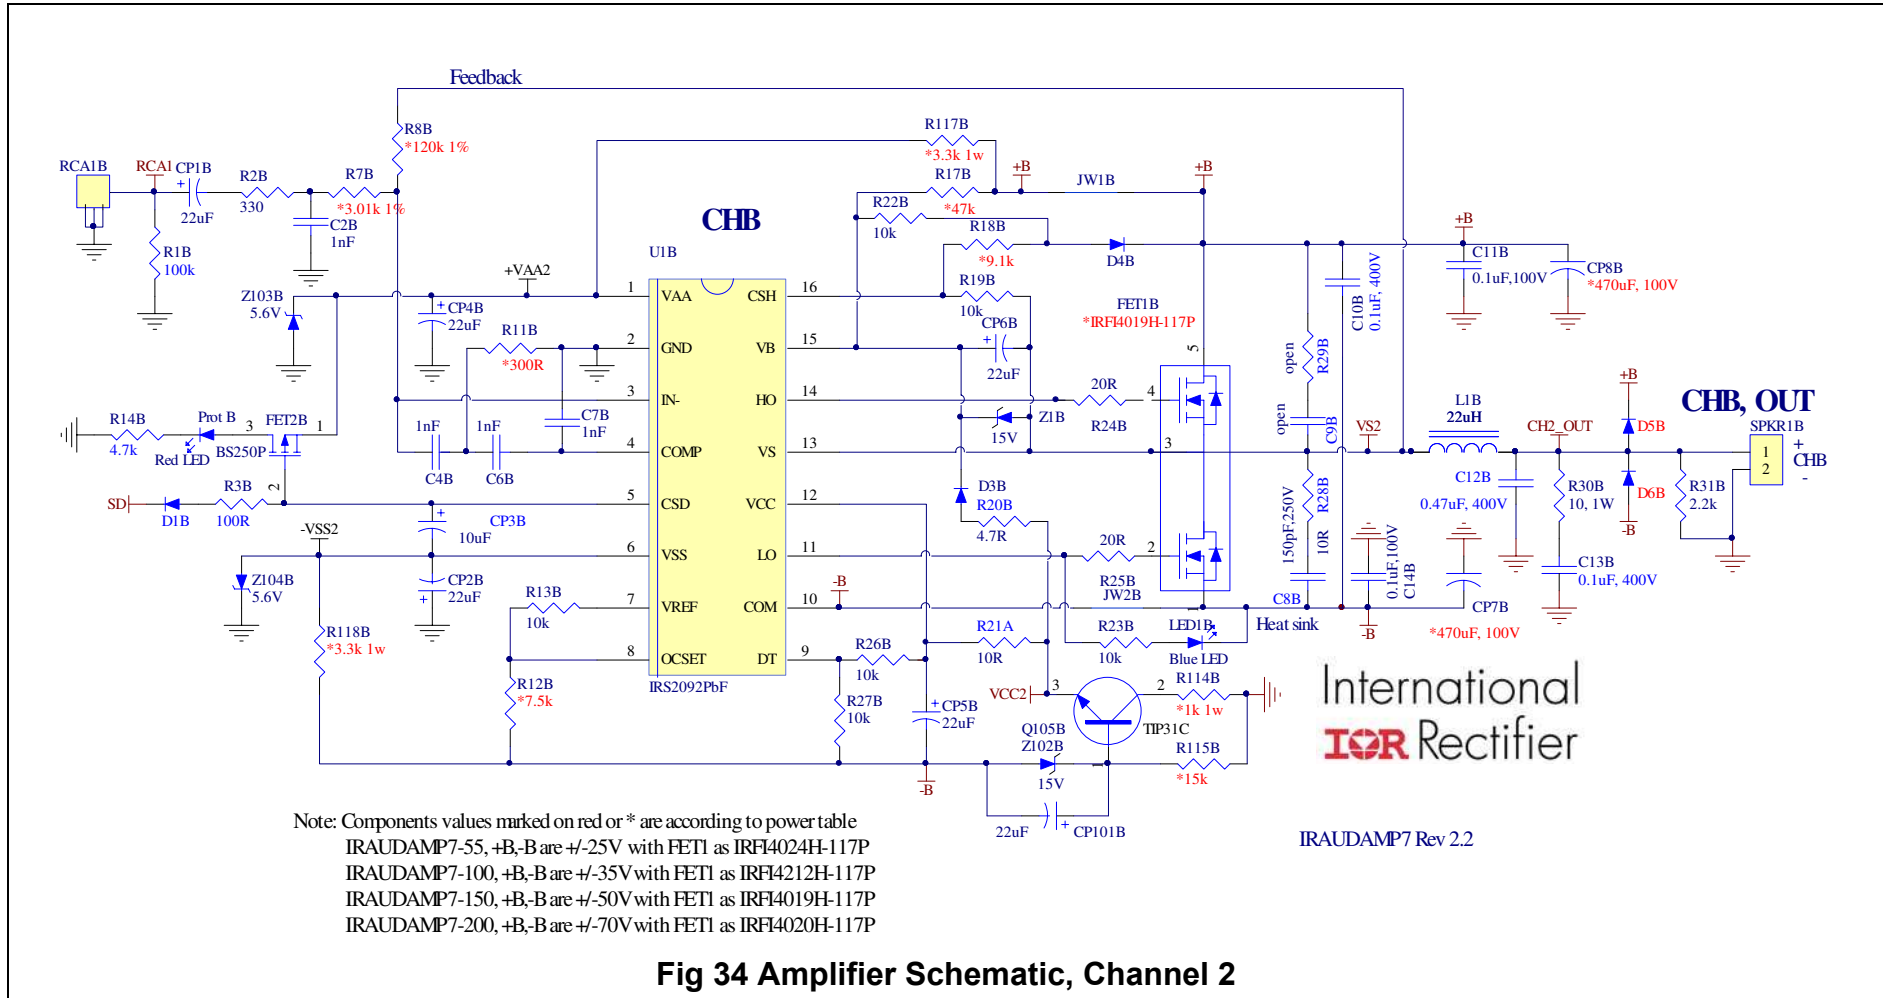 Feedback
R8B
*120k 1%
R117B
*3.3k 1w
RCA1B
RCA1
CP1B
+
22uF
R2B
330
R7B
*3.01k 1%
C2B
1nF
R1B
100k
CHB
U1B
R17B
*47k
+B
JW1B
+B
R22B
10k
R18B
*9.1k
D4B
+B
C11B
0.1uF,100V
CP8B
*470uF, 100V
+VAA2
Z103B
5.6V
CP4B
+
22uF
R11B
*300R
1
VAA
CSH
16
R19B
10k
FET1B
*IRFI4019H-117P
C10B
0.1uF, 400V
2
GND
VB
15
CP6B
+
22uF
5
open
R29B
3
IN-
HO
14
20R
R24B
4
Z1B
15V
open
C9B
C7B
1nF
R14B
4.7k
Prot B
Red LED
3
FET2B
BS250P
1
2
1nF
C4B
1nF
C6B
4
COMP
VS
13
3
VS2
L1B
22uH
CH2_OUT
+B
D5B
CHB, OUT
SPKR1B
1
2
+
CHB
-
SD
D1B
R3B
100R
+
CP3B
10uF
5
CSD
VCC
12
D3B
R20B
4.7R
150pF,250V
R28B
10R
C8B
C12B
0.47uF, 400V
R30B
10, 1W
D6B
-B
R31B
2.2k
-VSS2
Z104B
5.6V
CP2B
+
22uF
6
VSS
LO
11
20R
R25B
2
JW2B
1
0.1uF,100V
C14B
-B
CP7B
*470uF, 100V
C13B
0.1uF, 400V
R13B
10k
7
VREF
COM
10
-B
Heat sink
R118B
*3.3k 1w
8
OCSET
DT
9
IRS2092PbF
R12B
*7.5k
R26B
10k
R21A
10R
R23B
10k
LED1B
Blue LED
R27B
10k
+
CP5B
22uF
-B
VCC2
3
2
R114B
*1k 1w
TIP31C
Q105B
Z102B
15V
1
R115B
*15k
22uF
+
CP101B
International
IOR Rectifier
IRAUDAMP7 Rev 2.2
Note: Components values marked on red or * are according to power table
IRAUDAMP7-55, +B,-B are +/-25V with FET1 as IRFI4024H-117P
IRAUDAMP7-100, +B,-B are +/-35V with FET1 as IRFI4212H-117P
IRAUDAMP7-150, +B,-B are +/-50V with FET1 as IRFI4019H-117P
IRAUDAMP7-200, +B,-B are +/-70V with FET1 as IRFI4020H-117P
Fig 34 Amplifier Schematic, Channel 2